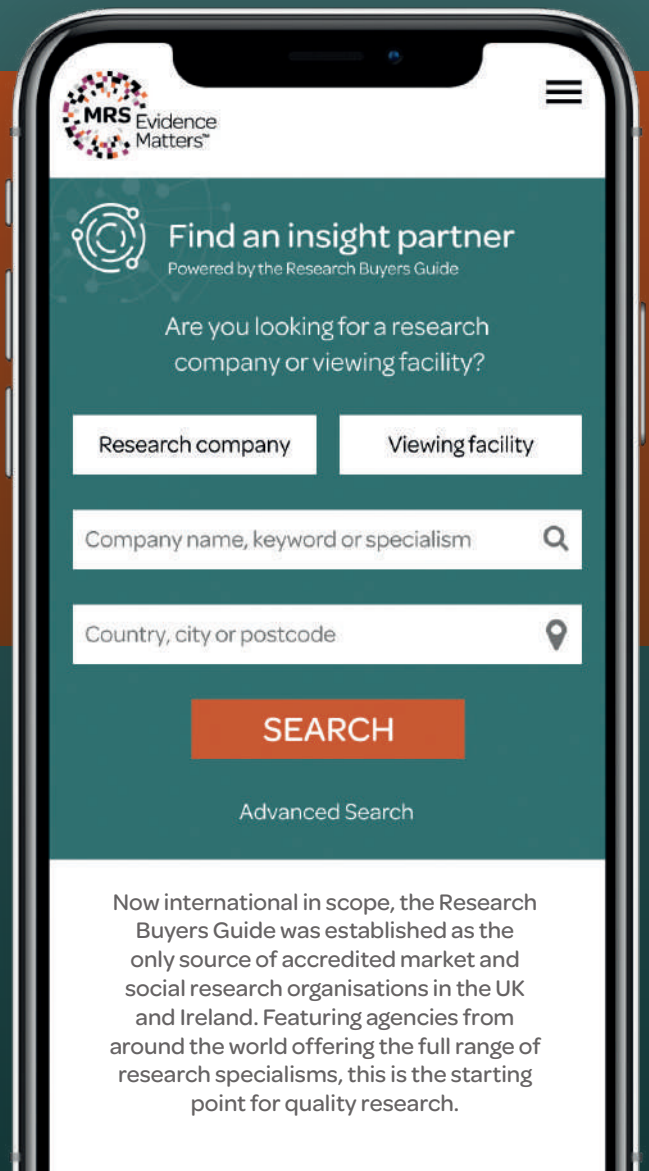 MRS Evidence
Matters™
Find an insight partner
Powered by the Research Buyers Guide
Are you looking for a research
company or viewing facility?
Research company
Viewing facility
Company name, keyword or specialism
Country, city or postcode
SEARCH
Advanced Search
Now international in scope, the Research
Buyers Guide was established as the
only source of accredited market and
social research organisations in the UK
and Ireland. Featuring agencies from
around the world offering the full range of
research specialisms, this is the starting
point for quality research.